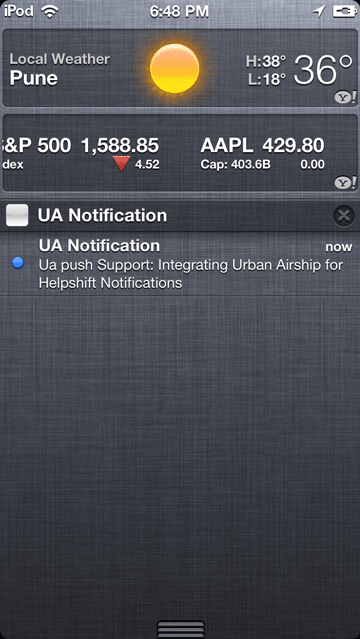 iPod 6:48 PM
Local Weather
Pune
H:38°
L:18°
36°
Y!
S&P 500 1,588.85
dex 4.52
AAPL 429.80
Cap: 403.6B 0.00
Y!
UA Notification
UA Notification now
Ua push Support: Integrating Urban Airship for
Helpshift Notifications